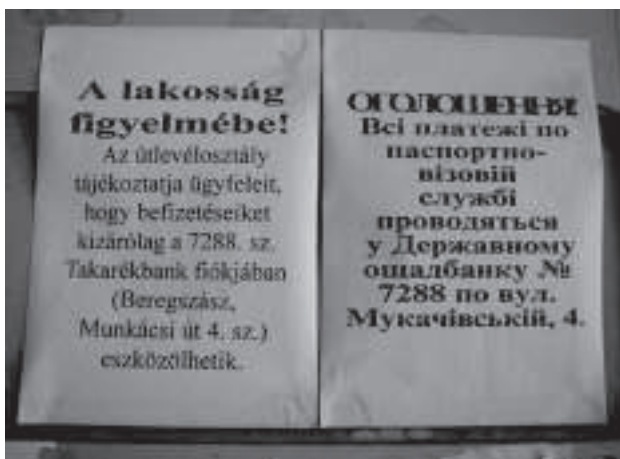 A lakosság
figyelmébe!
Az útlevélosztály
tájékoztatja ügyfeleit,
hogy befizetéseiket
kizárólag a 7288. sz.
Takarékbank fiókjában
(Beregszász,
Munkácsi út 4. sz.)
eszközölhetik.
ОГОЛОШЕННЯ!
Всі платежі по
паспортно-
візовій
службі
проводяться
у Державному
ощадбанку №
7288 по вул.
Мукачівській, 4.